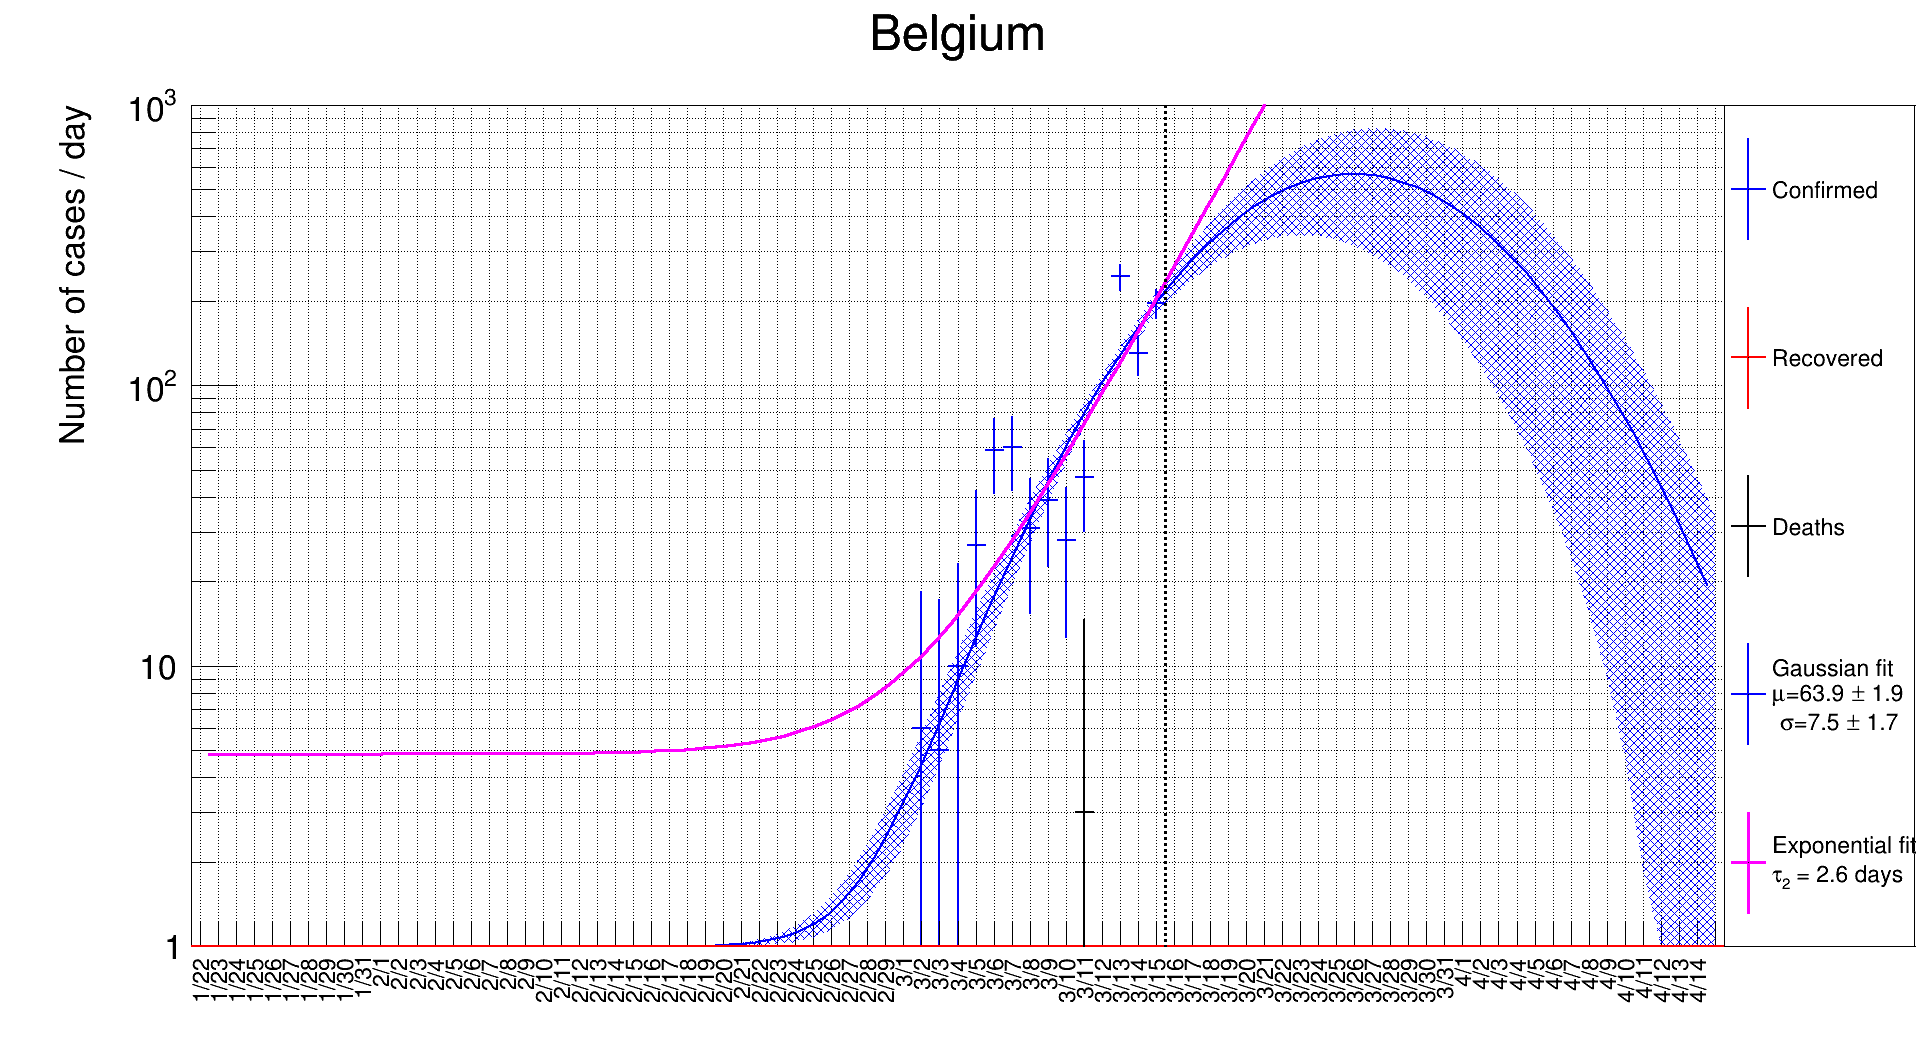 Belgium
Number of cases / day
10³
10²
10
1
1/22 1/23 1/24 1/25 1/26 1/27 1/28 1/29 1/30 1/31 2/1 2/2 2/3 2/4 2/5 2/6 2/7 2/8 2/9 2/10 2/11 2/12 2/13 2/14 2/15 2/16 2/17 2/18 2/19 2/20 2/21 2/22 2/23 2/24 2/25 2/26 2/27 2/28 2/29 3/1 3/2 3/3 3/4 3/5 3/6 3/7 3/8 3/9 3/10 3/11 3/12 3/13 3/14 3/15 3/16 3/17 3/18 3/19 3/20 3/21 3/22 3/23 3/24 3/25 3/26 3/27 3/28 3/29 3/30 3/31 4/1 4/2 4/3 4/4 4/5 4/6 4/7 4/8 4/9 4/10 4/11 4/12 4/13 4/14
Confirmed
Recovered
Deaths
Gaussian fit
μ=63.9 ± 1.9
σ=7.5 ± 1.7
Exponential fit
τ₂ = 2.6 days